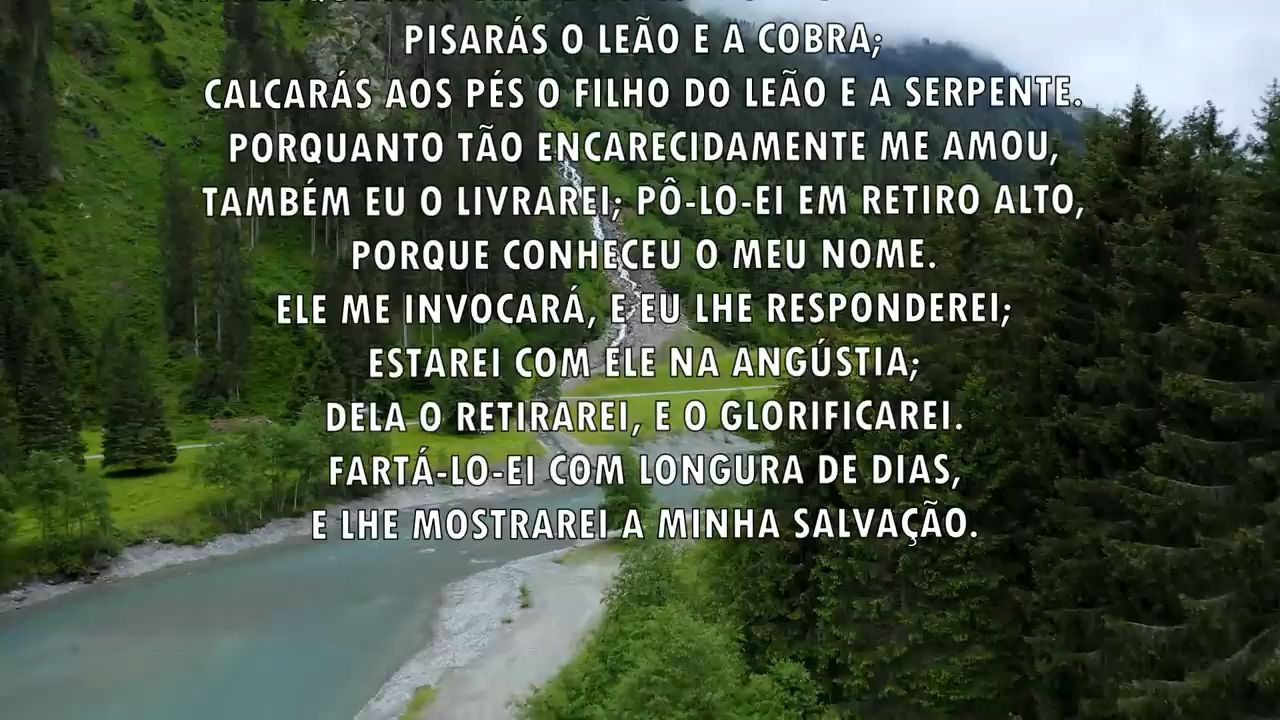 PISARÁS O LEÃO E A COBRA;
CALCARÁS AOS PÉS O FILHO DO LEÃO E A SERPENTE.
PORQUANTO TÃO ENCARECIDAMENTE ME AMOU,
TAMBÉM EU O LIVRAREI; PÔ-LO-EI EM RETIRO ALTO,
PORQUE CONHECEU O MEU NOME.
ELE ME INVOCARÁ, E EU LHE RESPONDEREI;
ESTAREI COM ELE NA ANGÚSTIA;
DELA O RETIRAREI, E O GLORIFICAREI.
FARTÁ-LO-EI COM LONGURA DE DIAS,
E LHE MOSTRAREI A MINHA SALVAÇÃO.